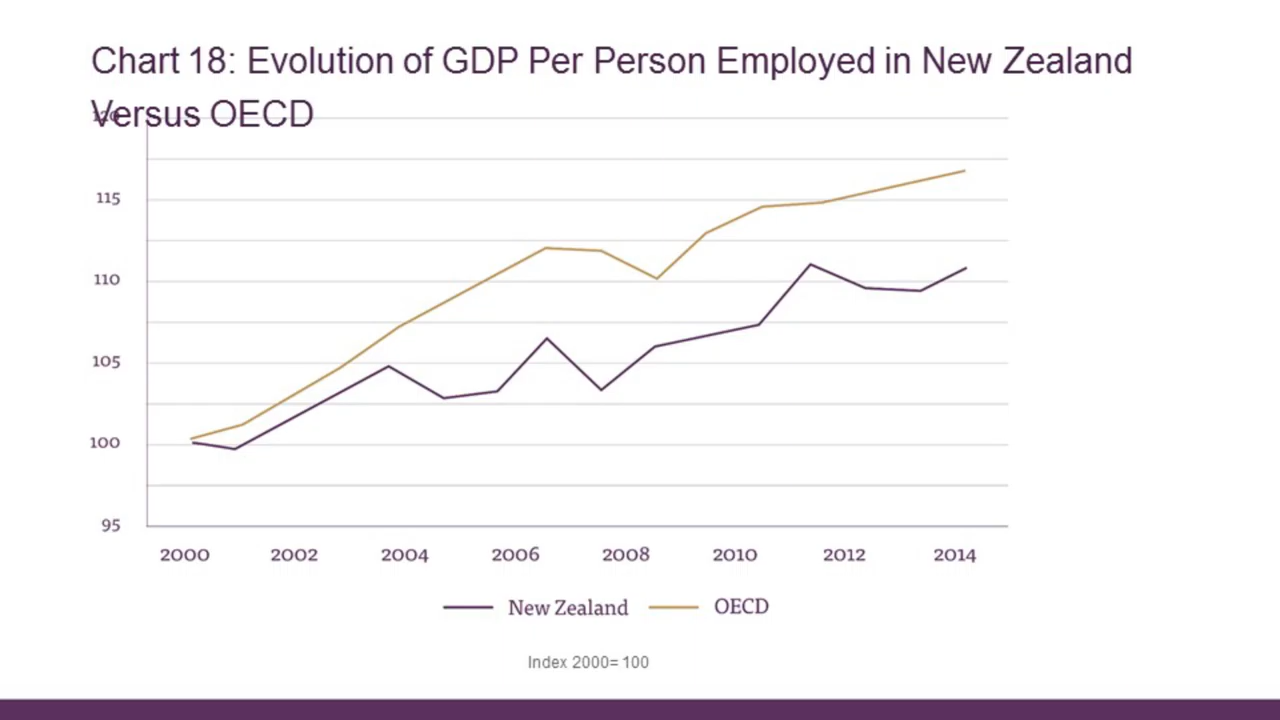 Chart 18: Evolution of GDP Per Person Employed in New Zealand
Versus OECD
120
115
110
105
100
95
2000 2002 2004 2006 2008 2010 2012 2014
New Zealand OECD
Index 2000= 100